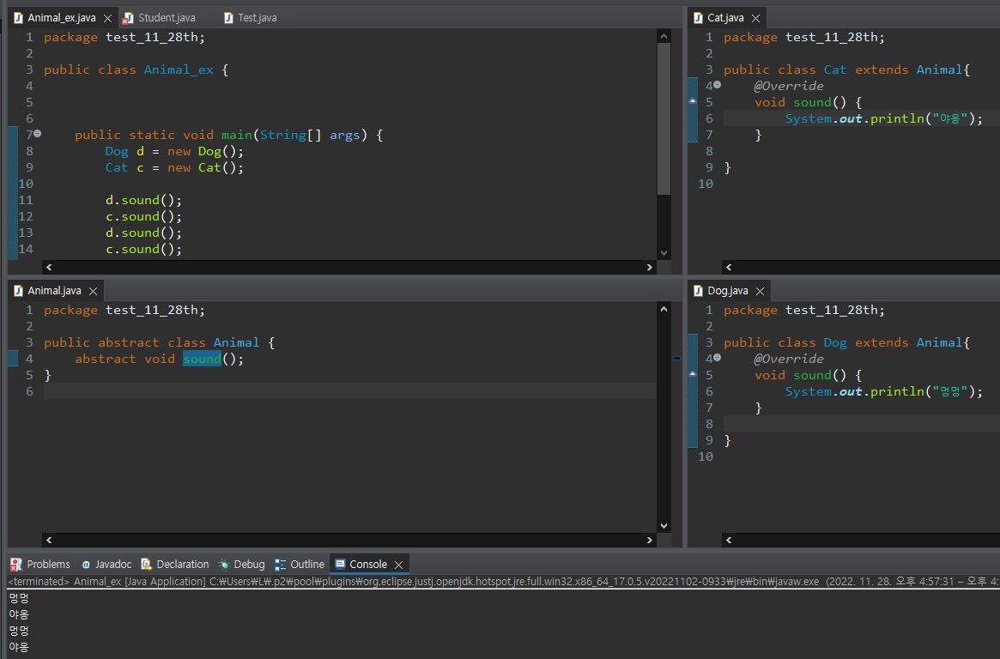 Animal_ex.java
Student.java
Test.java
1 package test_11_28th;
2
3 public class Animal_ex {
4
5
6
7 public static void main(String[] args) {
8 Dog d = new Dog();
9 Cat c = new Cat();
10
11 d.sound();
12 c.sound();
13 d.sound();
14 c.sound();
Cat.java
1 package test_11_28th;
2
3 public class Cat extends Animal{
4 @Override
5 void sound() {
6 System.out.println("야옹");
7 }
8
9 }
10
Animal.java
1 package test_11_28th;
2
3 public abstract class Animal {
4 abstract void sound();
5 }
6
Dog.java
1 package test_11_28th;
2
3 public class Dog extends Animal{
4 @Override
5 void sound() {
6 System.out.println("멍멍");
7 }
8
9 }
10
Problems @ Javadoc Declaration Debug Outline Console
<terminated> Animal_ex [Java Application] C:₩Users₩L₩.p2₩pool₩plugins₩org.eclipse.justj.openjdk.hotspot.jre.full.win32.x86_64_17.0.5.v20221102-0933₩jre₩bin₩javaw.exe (2022. 11. 28. 오후 4:57:31 – 오후 4:
멍멍
야옹
멍멍
야옹